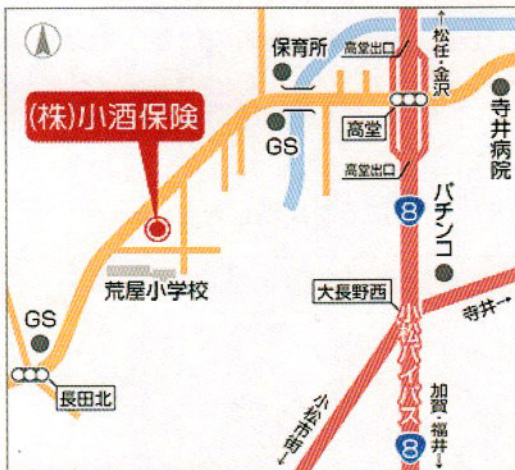 ↑松任・金沢
保育所
高堂出口
(株)小酒保険
高堂
GS
寺井病院
高堂出口
8
パチンコ
荒屋小学校
大長野西
GS
小松バイパス
寺井→
長田北
小松市街↓
加賀・福井↓
8